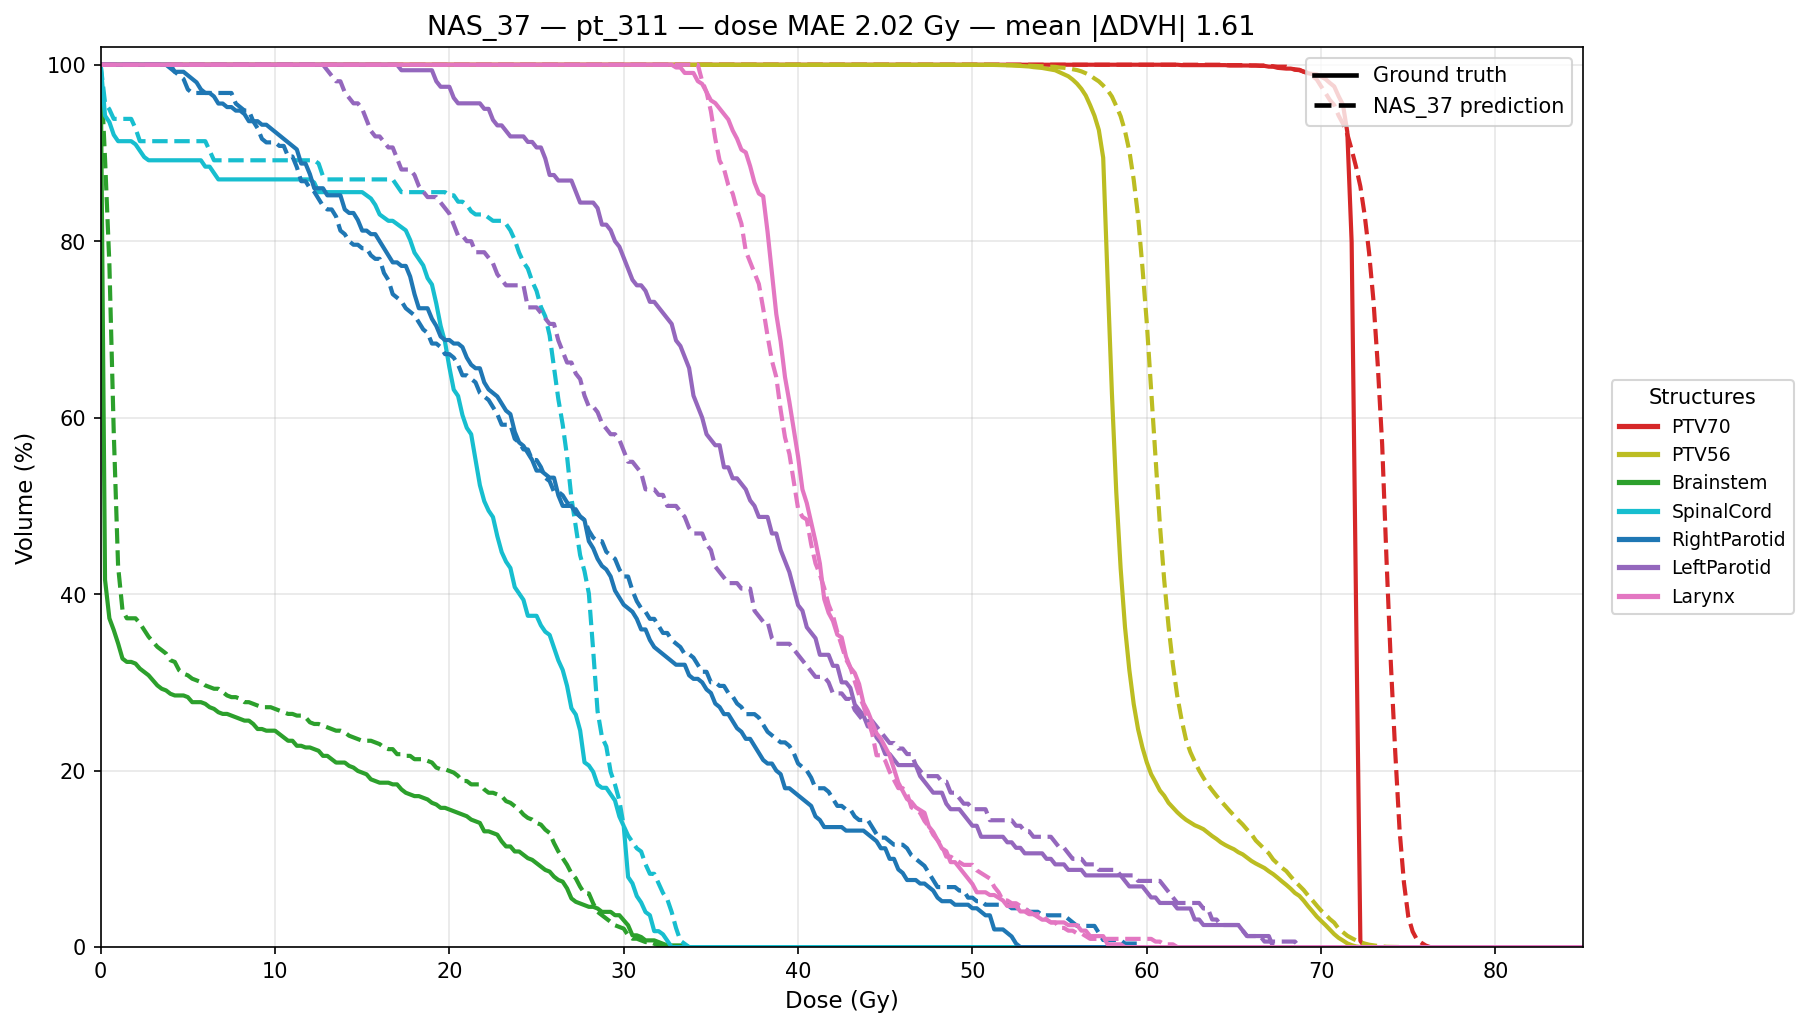 NAS_37 — pt_311 — dose MAE 2.02 Gy — mean |ΔDVH| 1.61
Ground truth
NAS_37 prediction
Volume (%)
100
80
60
40
20
0
0 10 20 30 40 50 60 70 80
Dose (Gy)
Structures
PTV70
PTV56
Brainstem
SpinalCord
RightParotid
LeftParotid
Larynx